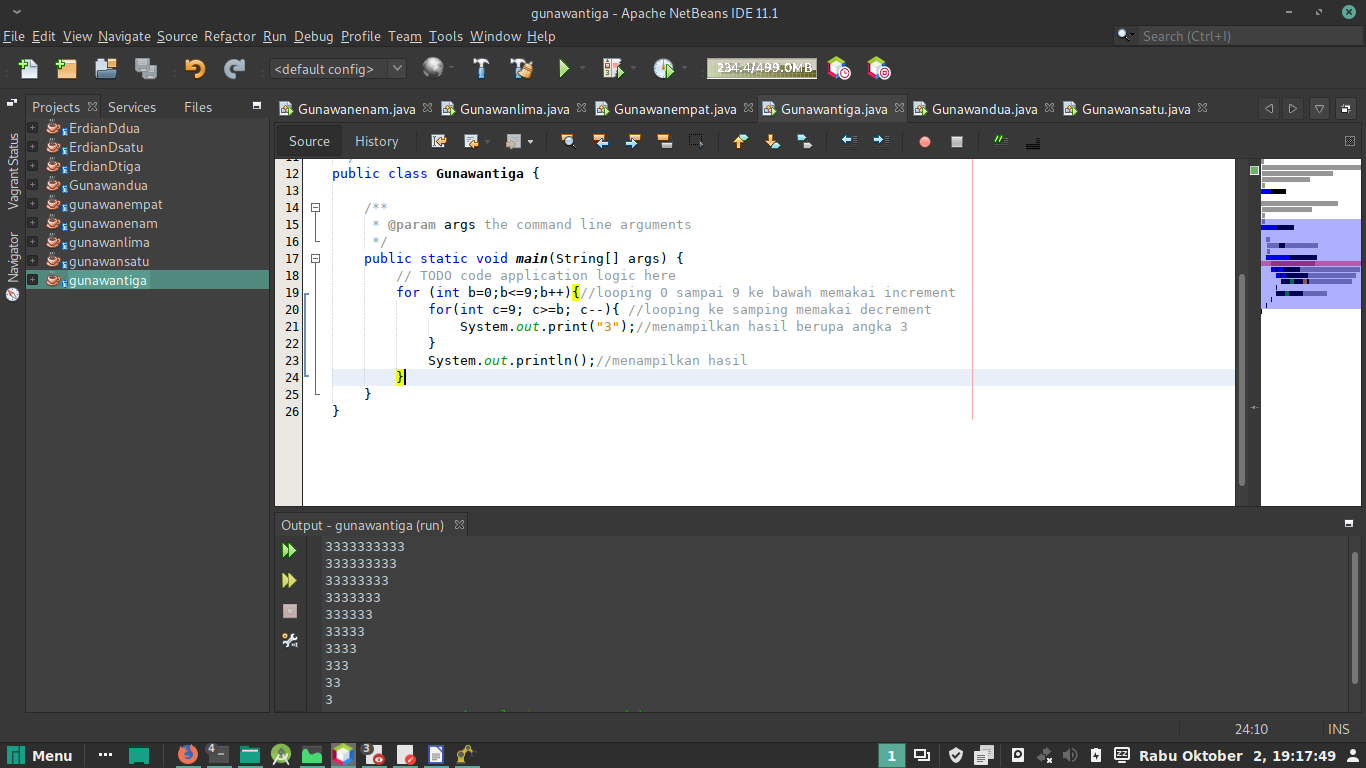 gunawantiga - Apache NetBeans IDE 11.1
File Edit View Navigate Source Refactor Run Debug Profile Team Tools Window Help
Search (Ctrl+I)
<default config>
234.4/499.0MB
Projects Services Files
Gunawanenam.java Gunawanlima.java Gunawanempat.java Gunawantiga.java Gunawandua.java Gunawansatu.java
Vagrant Status
Navigator
ErdianDdua
ErdianDsatu
ErdianDtiga
Gunawandua
gunawanempat
gunawanenam
gunawanlima
gunawansatu
gunawantiga
Source History
11
12 public class Gunawantiga {
13
14 /**
15 * @param args the command line arguments
16 */
17 public static void main(String[] args) {
18 // TODO code application logic here
19 for (int b=0;b<=9;b++){//looping 0 sampai 9 ke bawah memakai increment
20 for(int c=9; c>=b; c--){ //looping ke samping memakai decrement
21 System.out.print("3");//menampilkan hasil berupa angka 3
22 }
23 System.out.println();//menampilkan hasil
24 }
25 }
26 }
Output - gunawantiga (run)
3333333333
333333333
33333333
3333333
333333
33333
3333
333
33
3
24:10 INS
Menu
4
3
1
Rabu Oktober 2, 19:17:49